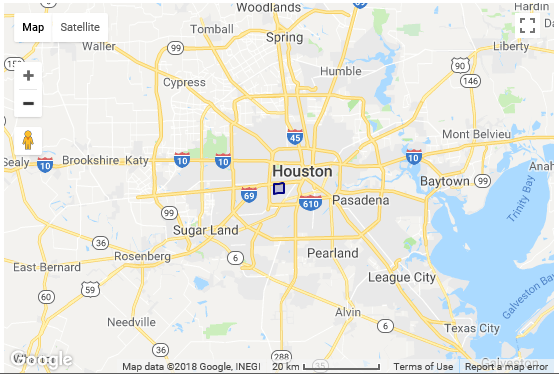 Woodlands
Hardin
Map
Satellite
Tomball
Dai
Spring
Waller
99
Liberty
90
Humble
146
Cypress
45
Mont Belvieu
Sealy
10
Brookshire
Katy
10
10
10
Anah
Houston
Baytown
99
69
610
Pasadena
Trinity Bay
99
Sugar Land
36
Rosenberg
6
Pearland
East Bernard
League City
59
60
Galveston Bay
Needville
Alvin
6
Texas City
36
288
Google
Map data ©2018 Google, INEGI
20 km
Terms of Use
Report a map error